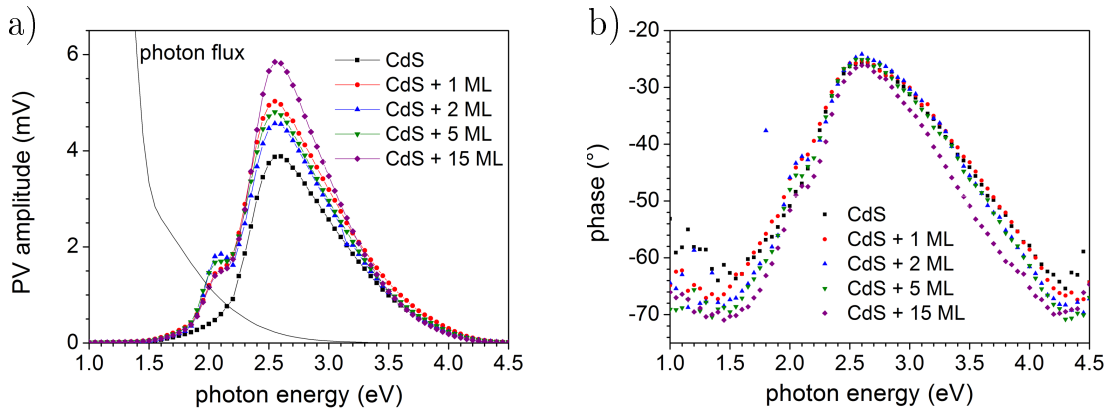 a)
PV amplitude (mV)
6
4
2
0
photon flux
CdS
CdS + 1 ML
CdS + 2 ML
CdS + 5 ML
CdS + 15 ML
1.0 1.5 2.0 2.5 3.0 3.5 4.0 4.5
photon energy (eV)
b)
phase (°)
-20
-30
-40
-50
-60
-70
CdS
CdS + 1 ML
CdS + 2 ML
CdS + 5 ML
CdS + 15 ML
1.0 1.5 2.0 2.5 3.0 3.5 4.0 4.5
photon energy (eV)